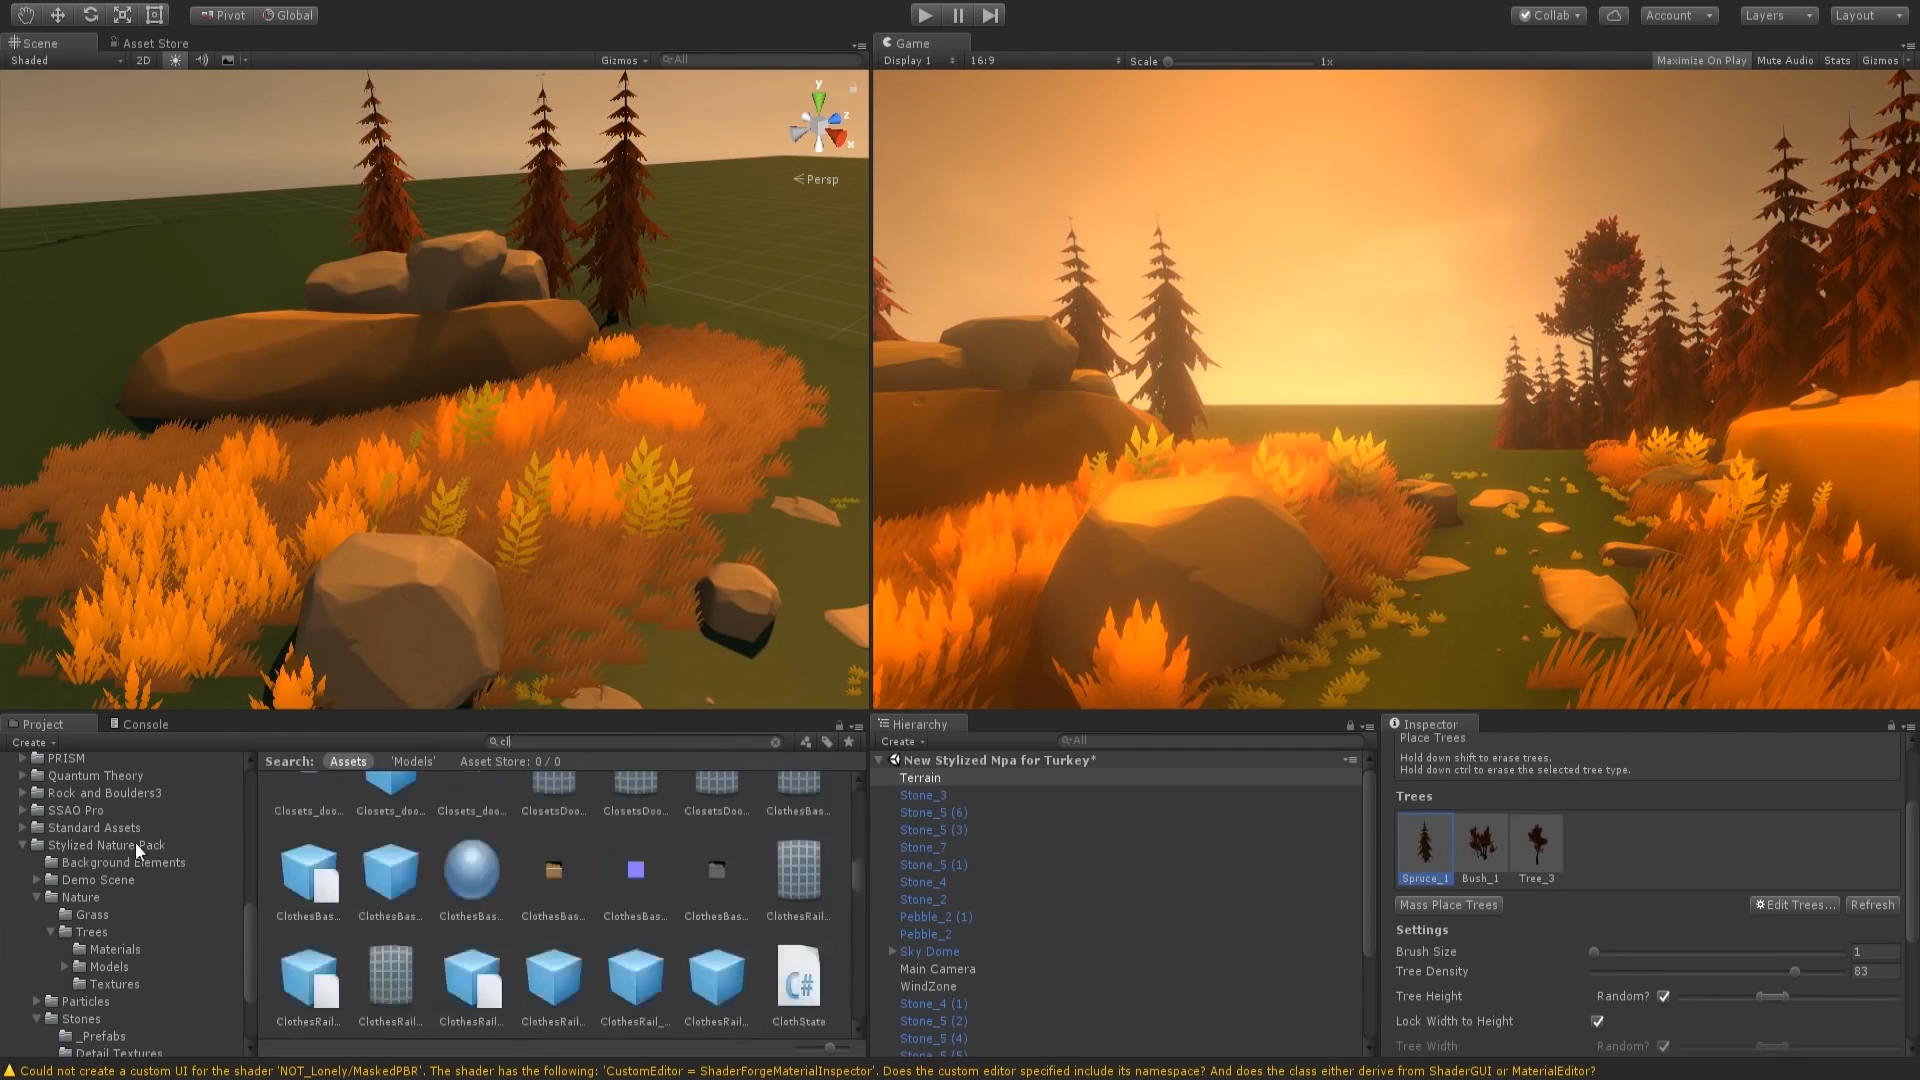 Pivot Global Collab Account Layers Layout
Scene Asset Store
Shaded 2D Gizmos All
y
z
x
Persp
Game
Display 1 16:9 Scale 1x Maximize On Play Mute Audio Stats Gizmos
Project Console
Create cl
PRISM
Quantum Theory
Rock and Boulders3
SSAO Pro
Standard Assets
Stylized Nature Pack
Background Elements
Demo Scene
Nature
Grass
Trees
Materials
Models
Textures
Particles
Stones
_Prefabs
Detail Textures
Search: Assets 'Models' Asset Store: 0 / 0
Closets_doo... Closets_doo... Closets_doo... ClosetsDoo... ClosetsDoo... ClosetsDoo... ClothesBas...
ClothesBas... ClothesBas... ClothesBas... ClothesBas... ClothesBas... ClothesBas... ClothesRail...
ClothesRail... ClothesRail... ClothesRail... ClothesRail... ClothesRail_... ClothesRail... ClothState
C#
Hierarchy
Create All
New Stylized Mpa for Turkey*
Terrain
Stone_3
Stone_5 (6)
Stone_5 (3)
Stone_7
Stone_5 (1)
Stone_4
Stone_2
Pebble_2 (1)
Pebble_2
Sky Dome
Main Camera
WindZone
Stone_4 (1)
Stone_5 (2)
Stone_5 (4)
Stone_5 (5)
Inspector
Place Trees
Hold down shift to erase trees.
Hold down ctrl to erase the selected tree type.
Trees
Spruce_1 Bush_1 Tree_3
Mass Place Trees Edit Trees... Refresh
Settings
Brush Size 1
Tree Density 83
Tree Height Random?
Lock Width to Height
Tree Width Random?
Could not create a custom UI for the shader 'NOT_Lonely/MaskedPBR'. The shader has the following: 'CustomEditor = ShaderForgeMaterialInspector'. Does the custom editor specified include its namespace? And does the class either derive from ShaderGUI or MaterialEditor?